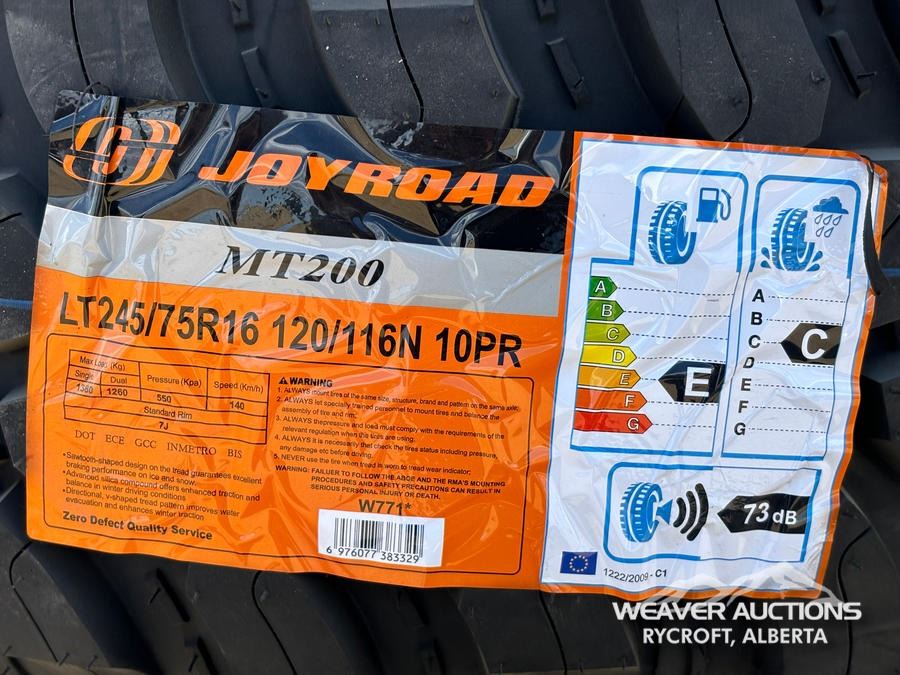 JOYROAD
MT200
LT245/75R16 120/116N 10PR
Max Load (Kg)
Single Dual
1360 1260
Pressure (Kpa)
550
Speed (Km/h)
140
Standard Rim
7J
DOT ECE GCC INMETRO BIS
•Sawtooth-shaped design on the tread guarantees excellent
braking performance on ice and snow.
•Advanced silica compound offers enhanced traction and
balance in winter driving conditions
•Directional, v-shaped tread pattern improves water
evacuation and enhances winter traction
Zero Defect Quality Service
WARNING
1. ALWAYS mount tires of the same size, structure, brand and pattern on the same axle;
2. ALWAYS let specially trained personnel to mount tires and balance the
assembly of tire and rim;
3. ALWAYS thepressure and load must comply with the requirements of the
relevant regulation when the tires are using.
4. ALWAYS it is necessarily thet check the tires status including pressure,
any damage etc before driving.
5. NEVER use the tire when tread is worn to tread wear indicator;
WARNING: FAILUER TO FOLLOW THE ABOE AND THE RMA'S MOUNTING
PROCEDURES AND SAFETY PRECAUTIONS CAN RESULT IN
SERIOUS PERSONAL INJURY OR DEATH.
W771*
6 976077 383329
A
B
C
D
E
F
G
E
A
B
C
D
E
F
G
C
73 dB
1222/2009 - C1
WEAVER AUCTIONS
RYCROFT, ALBERTA